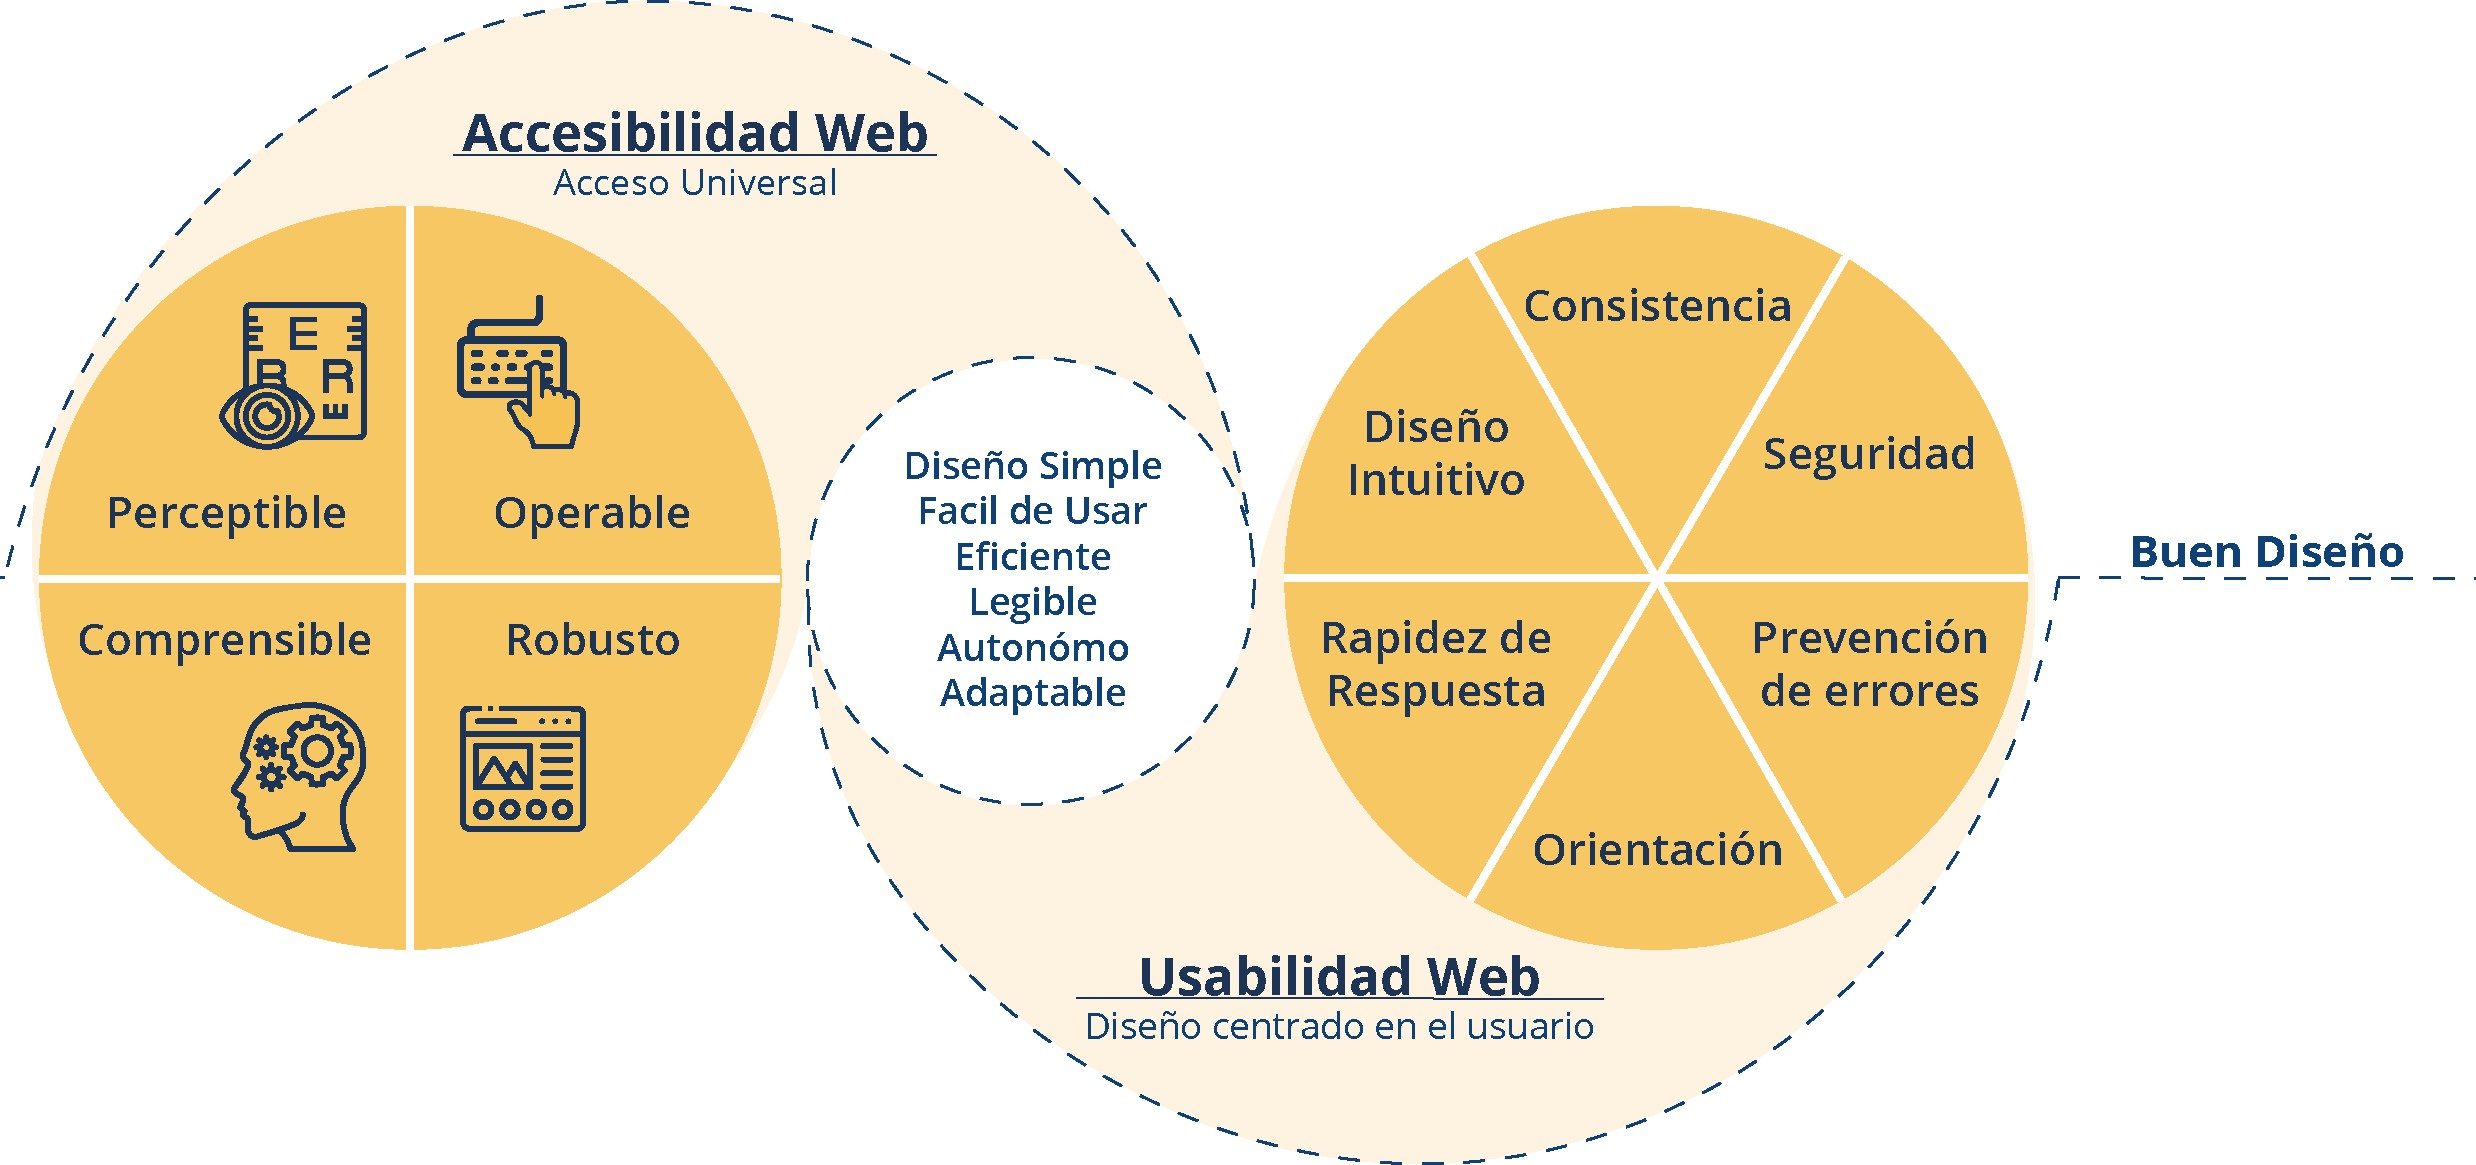 Accesibilidad Web
Acceso Universal
E
B R
E
Perceptible
Operable
Comprensible
Robusto
Diseño Simple
Facil de Usar
Eficiente
Legible
Autonómo
Adaptable
Consistencia
Diseño
Intuitivo
Seguridad
Rapidez de
Respuesta
Prevención
de errores
Orientación
Usabilidad Web
Diseño centrado en el usuario
Buen Diseño